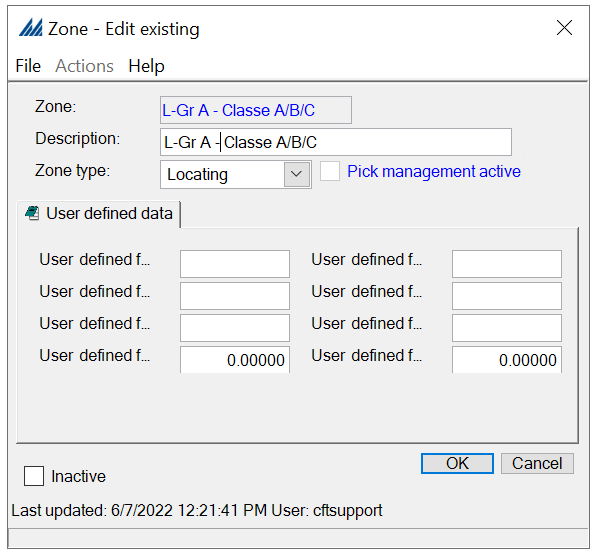 Zone - Edit existing
File Actions Help
Zone: L-Gr A - Classe A/B/C
Description: L-Gr A - Classe A/B/C
Zone type: Locating Pick management active
User defined data
User defined f... User defined f...
User defined f... User defined f...
User defined f... User defined f...
User defined f... 0.00000 User defined f... 0.00000
OK Cancel
Inactive
Last updated: 6/7/2022 12:21:41 PM User: cftsupport